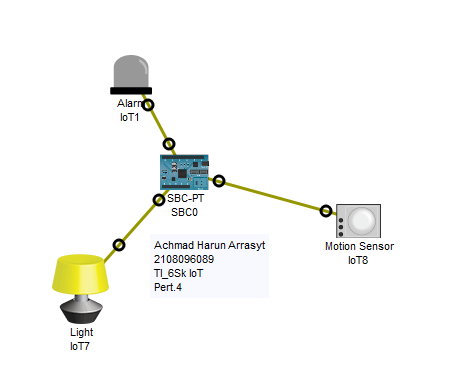 Alarm
IoT1
SBC-PT
SBC0
Motion Sensor
IoT8
Achmad Harun Arrasyt
2108096089
TI_6Sk IoT
Pert.4
Light
IoT7